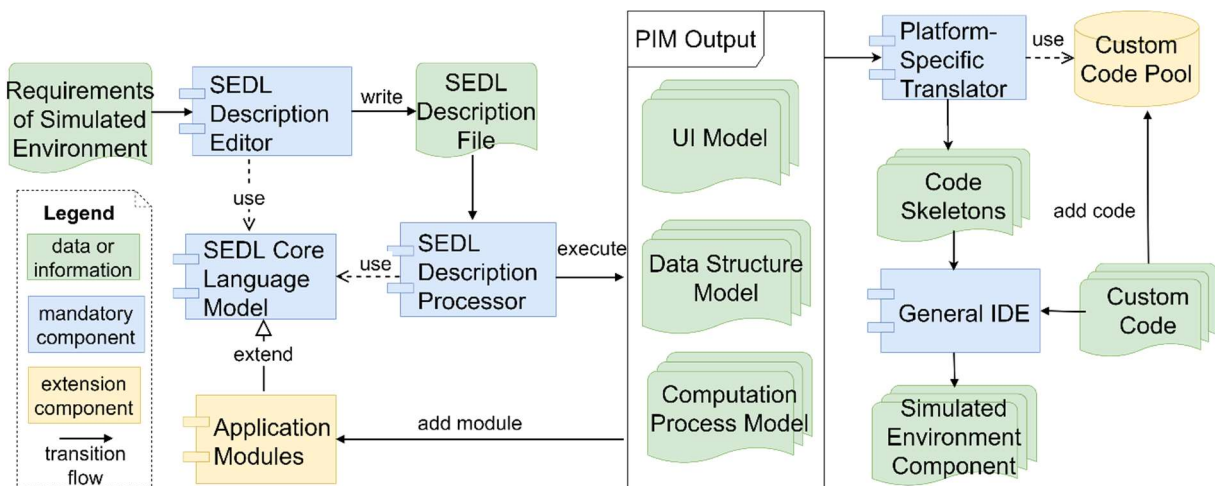 Requirements
of Simulated
Environment
SEDL
Description
Editor
write
SEDL
Description
File
PIM Output
UI Model
Data Structure
Model
Computation
Process Model
Platform-
Specific
Translator
use
Custom
Code Pool
Legend
data or
information
mandatory
component
extension
component
transition
flow
use
SEDL Core
Language
Model
use
SEDL
Description
Processor
execute
extend
Application
Modules
add module
Code
Skeletons
add code
General IDE
Custom
Code
Simulated
Environment
Component